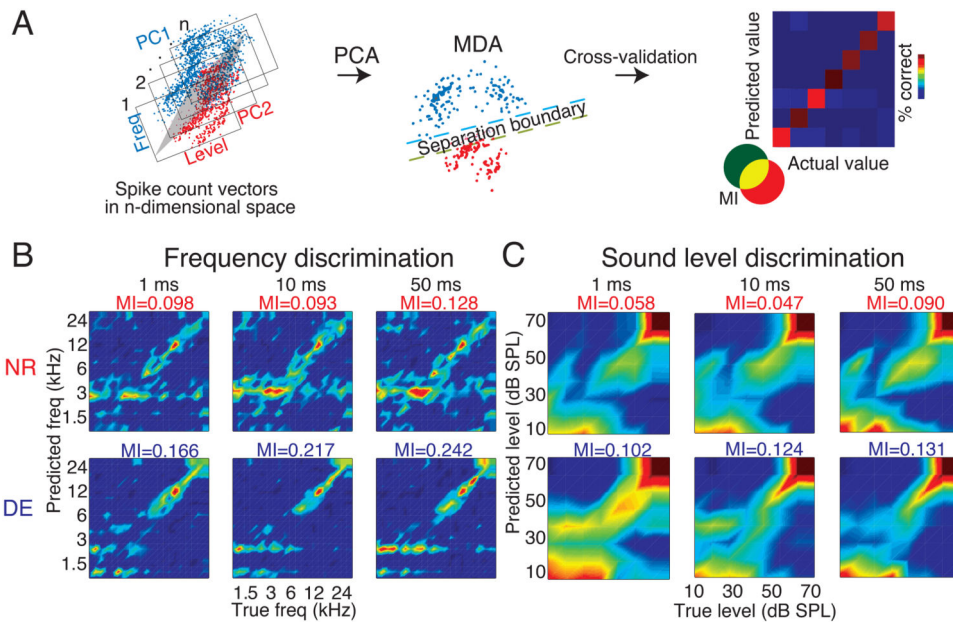 A
n
PC1
.
.
2
1
Freq
Level
PC2
Spike count vectors
in n-dimensional space
PCA
MDA
Separation boundary
Cross-validation
Predicted value
Actual value
% correct
MI
B
Frequency discrimination
1 ms
10 ms
50 ms
MI=0.098
MI=0.093
MI=0.128
NR
24
12
6
3
1.5
Predicted freq (kHz)
MI=0.166
MI=0.217
MI=0.242
DE
24
12
6
3
1.5
1.5 3 6 12 24
True freq (kHz)
C
Sound level discrimination
1 ms
10 ms
50 ms
MI=0.058
MI=0.047
MI=0.090
70
50
30
10
Predicted level (dB SPL)
MI=0.102
MI=0.124
MI=0.131
70
50
30
10
10 30 50 70
True level (dB SPL)